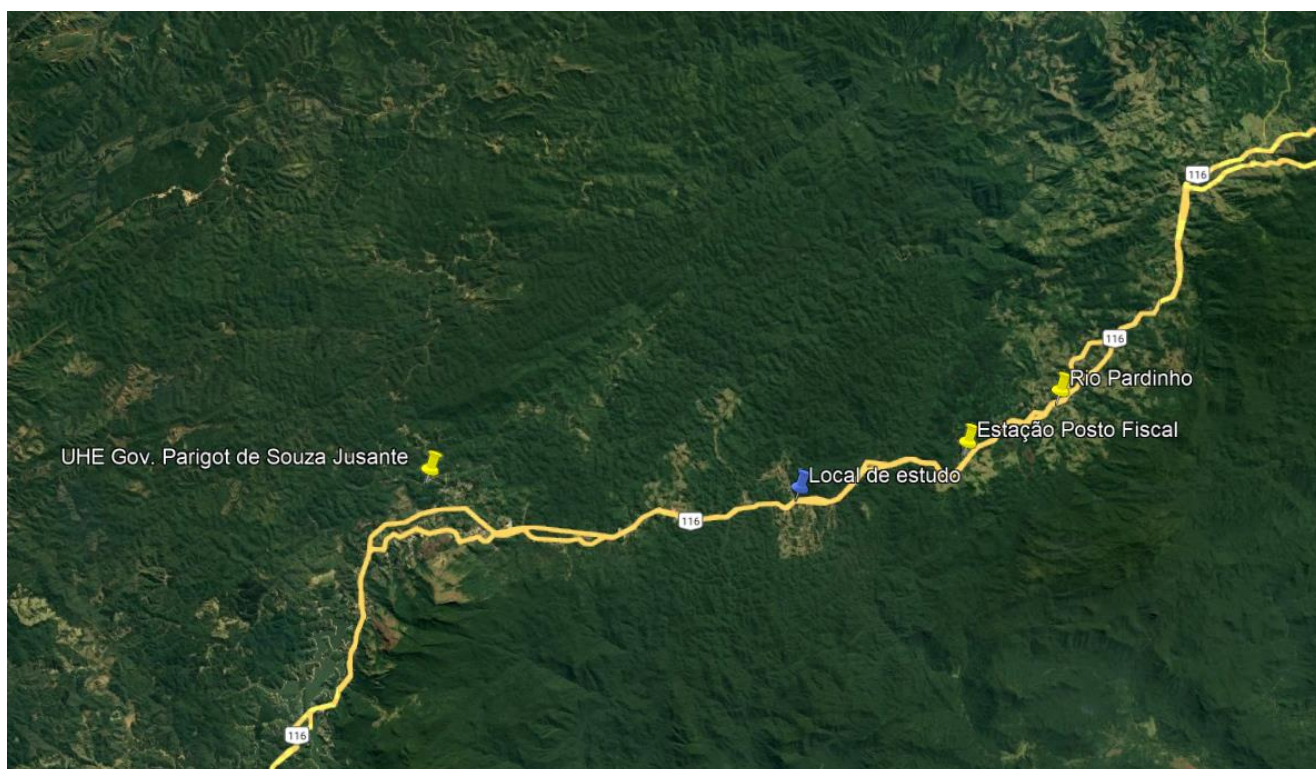 116
116
Rio Pardinho
Estação Posto Fiscal
UHE Gov. Parigot de Souza Jusante
Local de estudo
116
116